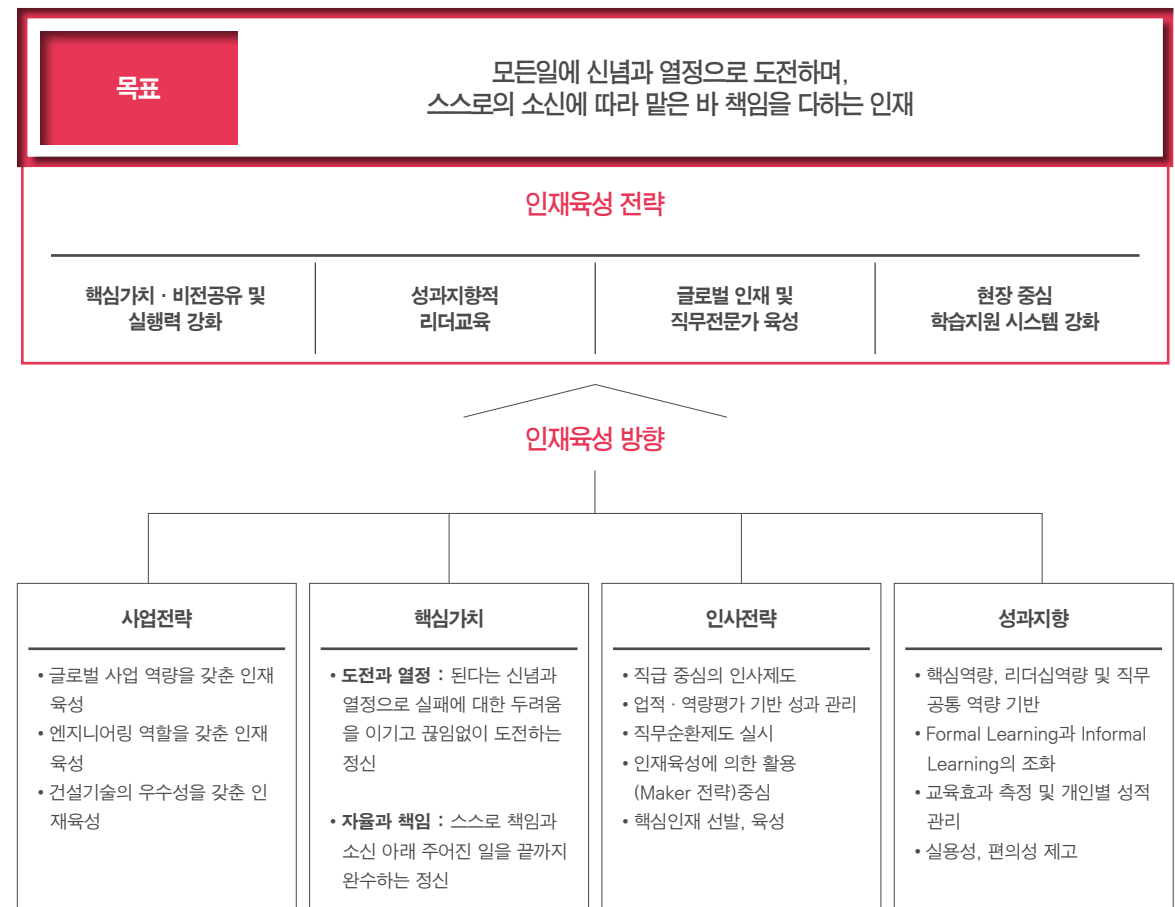 목표
모든일에 신념과 열정으로 도전하며,
스스로의 소신에 따라 맡은 바 책임을 다하는 인재
인재육성 전략
핵심가치 · 비전공유 및
실행력 강화
성과지향적
리더교육
글로벌 인재 및
직무전문가 육성
현장 중심
학습지원 시스템 강화
인재육성 방향
사업전략
• 글로벌 사업 역량을 갖춘 인재
육성
• 엔지니어링 역할을 갖춘 인재
육성
• 건설기술의 우수성을 갖춘 인
재육성
핵심가치
• 도전과 열정 : 된다는 신념과
열정으로 실패에 대한 두려움
을 이기고 끊임없이 도전하는
정신
• 자율과 책임 : 스스로 책임과
소신 아래 주어진 일을 끝까지
완수하는 정신
인사전략
• 직급 중심의 인사제도
• 업적 · 역량평가 기반 성과 관리
• 직무순환제도 실시
• 인재육성에 의한 활용
(Maker 전략)중심
• 핵심인재 선발, 육성
성과지향
• 핵심역량, 리더십역량 및 직무
공통 역량 기반
• Formal Learning과 Informal
Learning의 조화
• 교육효과 측정 및 개인별 성적
관리
• 실용성, 편의성 제고